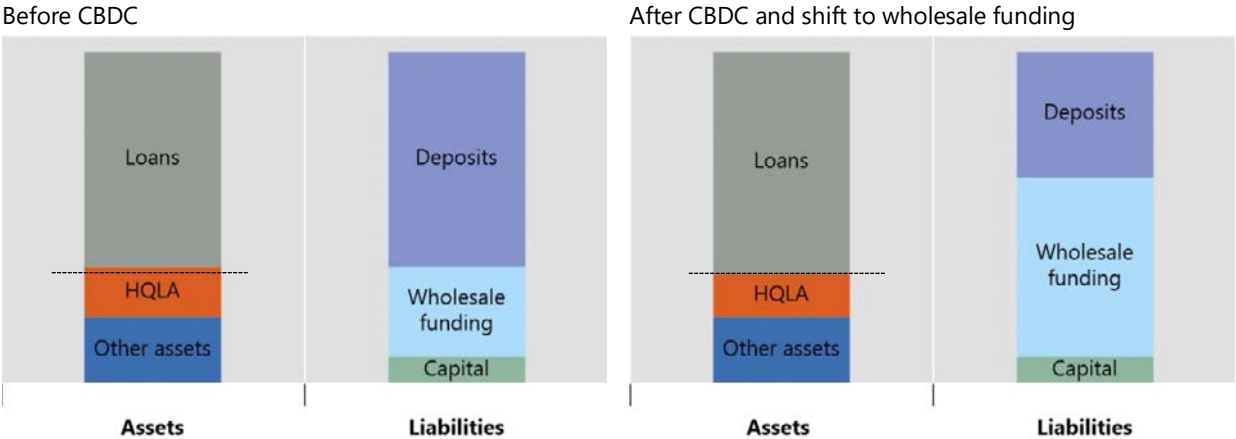 Before CBDC
After CBDC and shift to wholesale funding
Loans
HQLA
Other assets
Deposits
Wholesale
funding
Capital
Assets
Liabilities
Loans
HQLA
Other assets
Deposits
Wholesale
funding
Capital
Assets
Liabilities